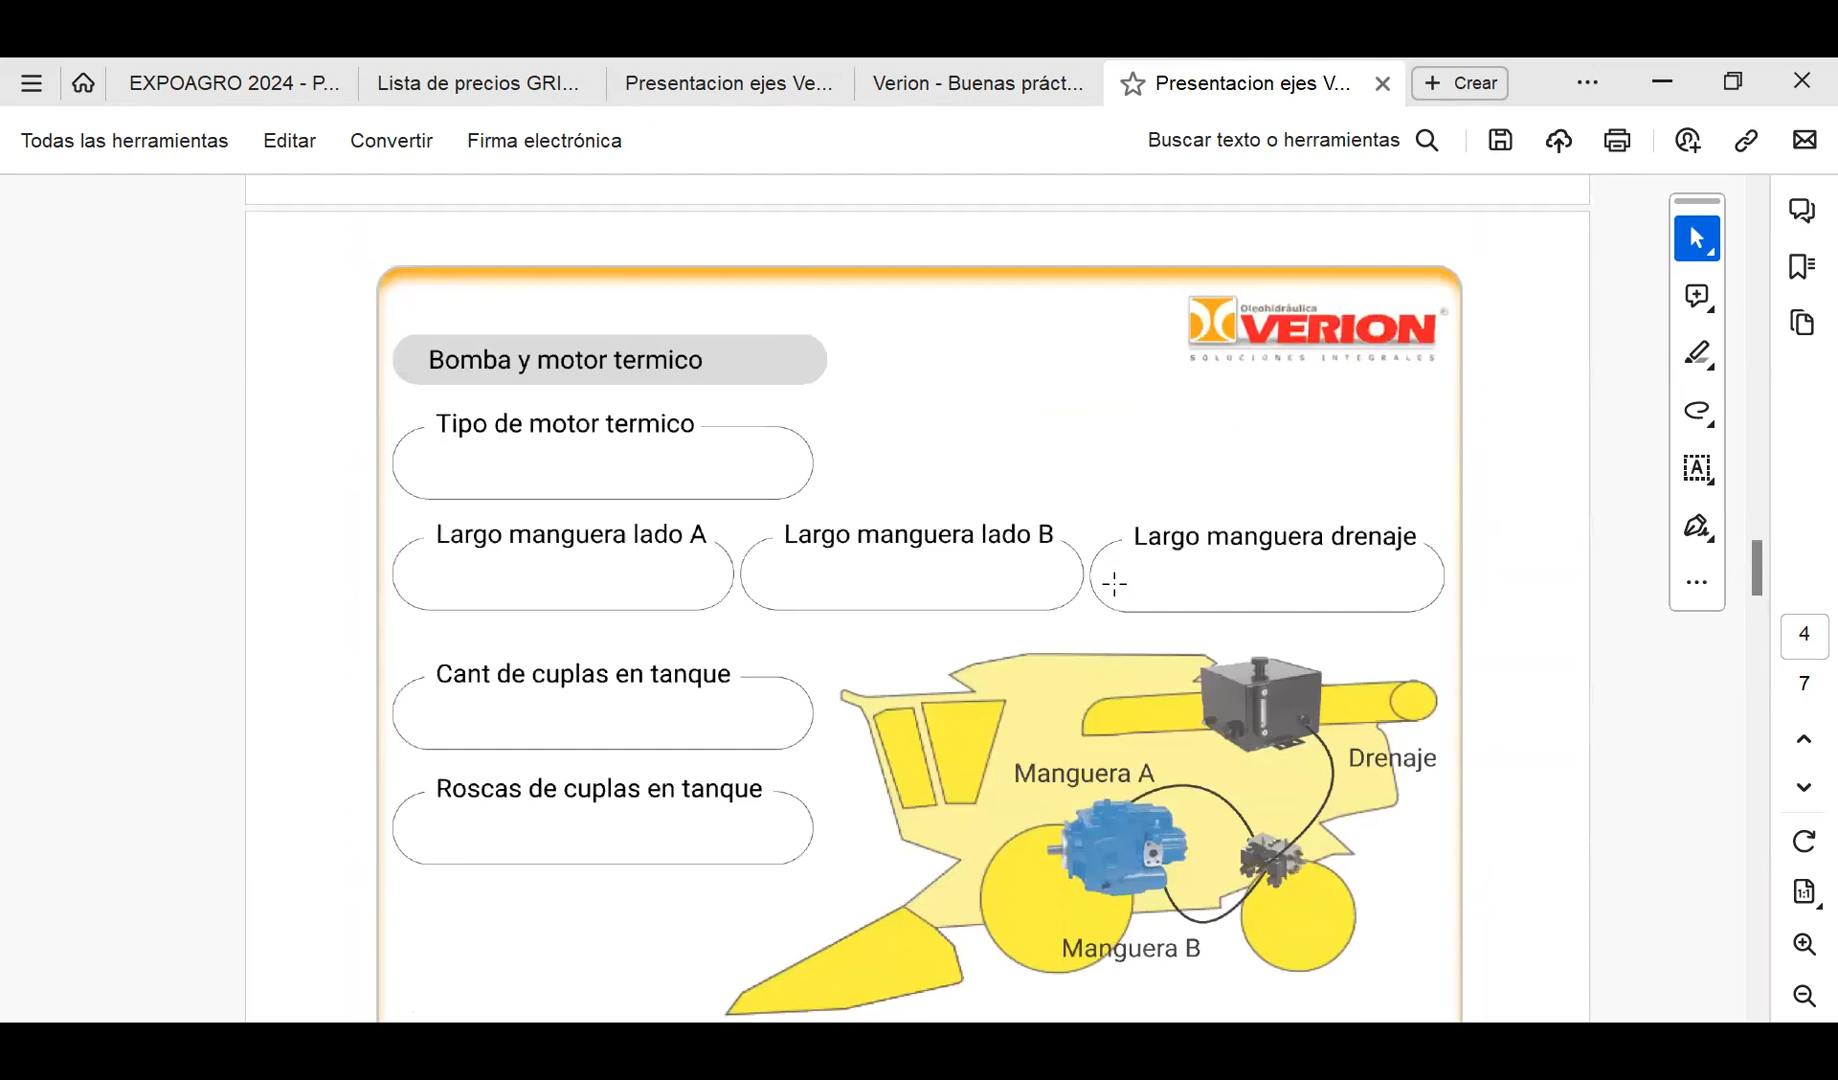 EXPOAGRO 2024 - P...
Lista de precios GRI...
Presentacion ejes Ve...
Verion - Buenas práct...
Presentacion ejes V...
Crear
Todas las herramientas
Editar
Convertir
Firma electrónica
Buscar texto o herramientas
Oleohidráulica
VERION
SOLUCIONES INTEGRALES
Bomba y motor termico
Tipo de motor termico
Largo manguera lado A
Largo manguera lado B
Largo manguera drenaje
Cant de cuplas en tanque
Roscas de cuplas en tanque
Manguera A
Drenaje
Manguera B
4
7
1:1